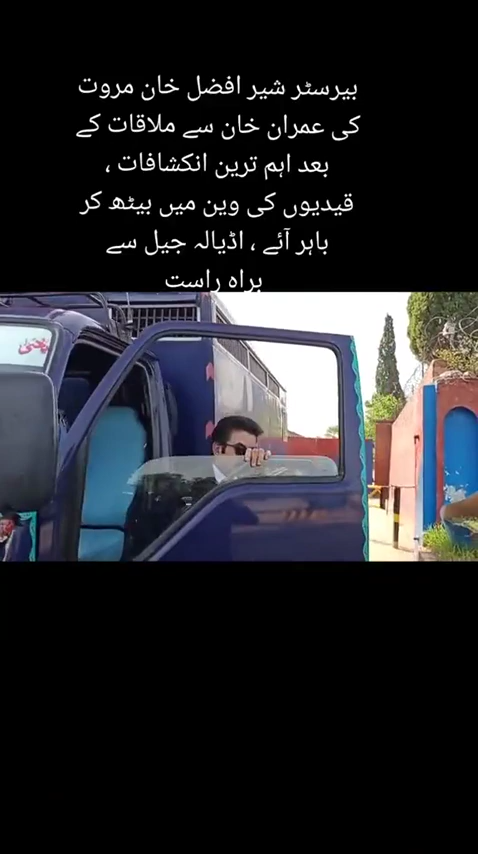 بیرسٹر شیر افضل خان مروت
کی عمران خان سے ملاقات کے
بعد اہم ترین انکشافات ،
قیدیوں کی وین میں بیٹھ کر
باہر آئے ، اڈیالہ جیل سے
براہ راست